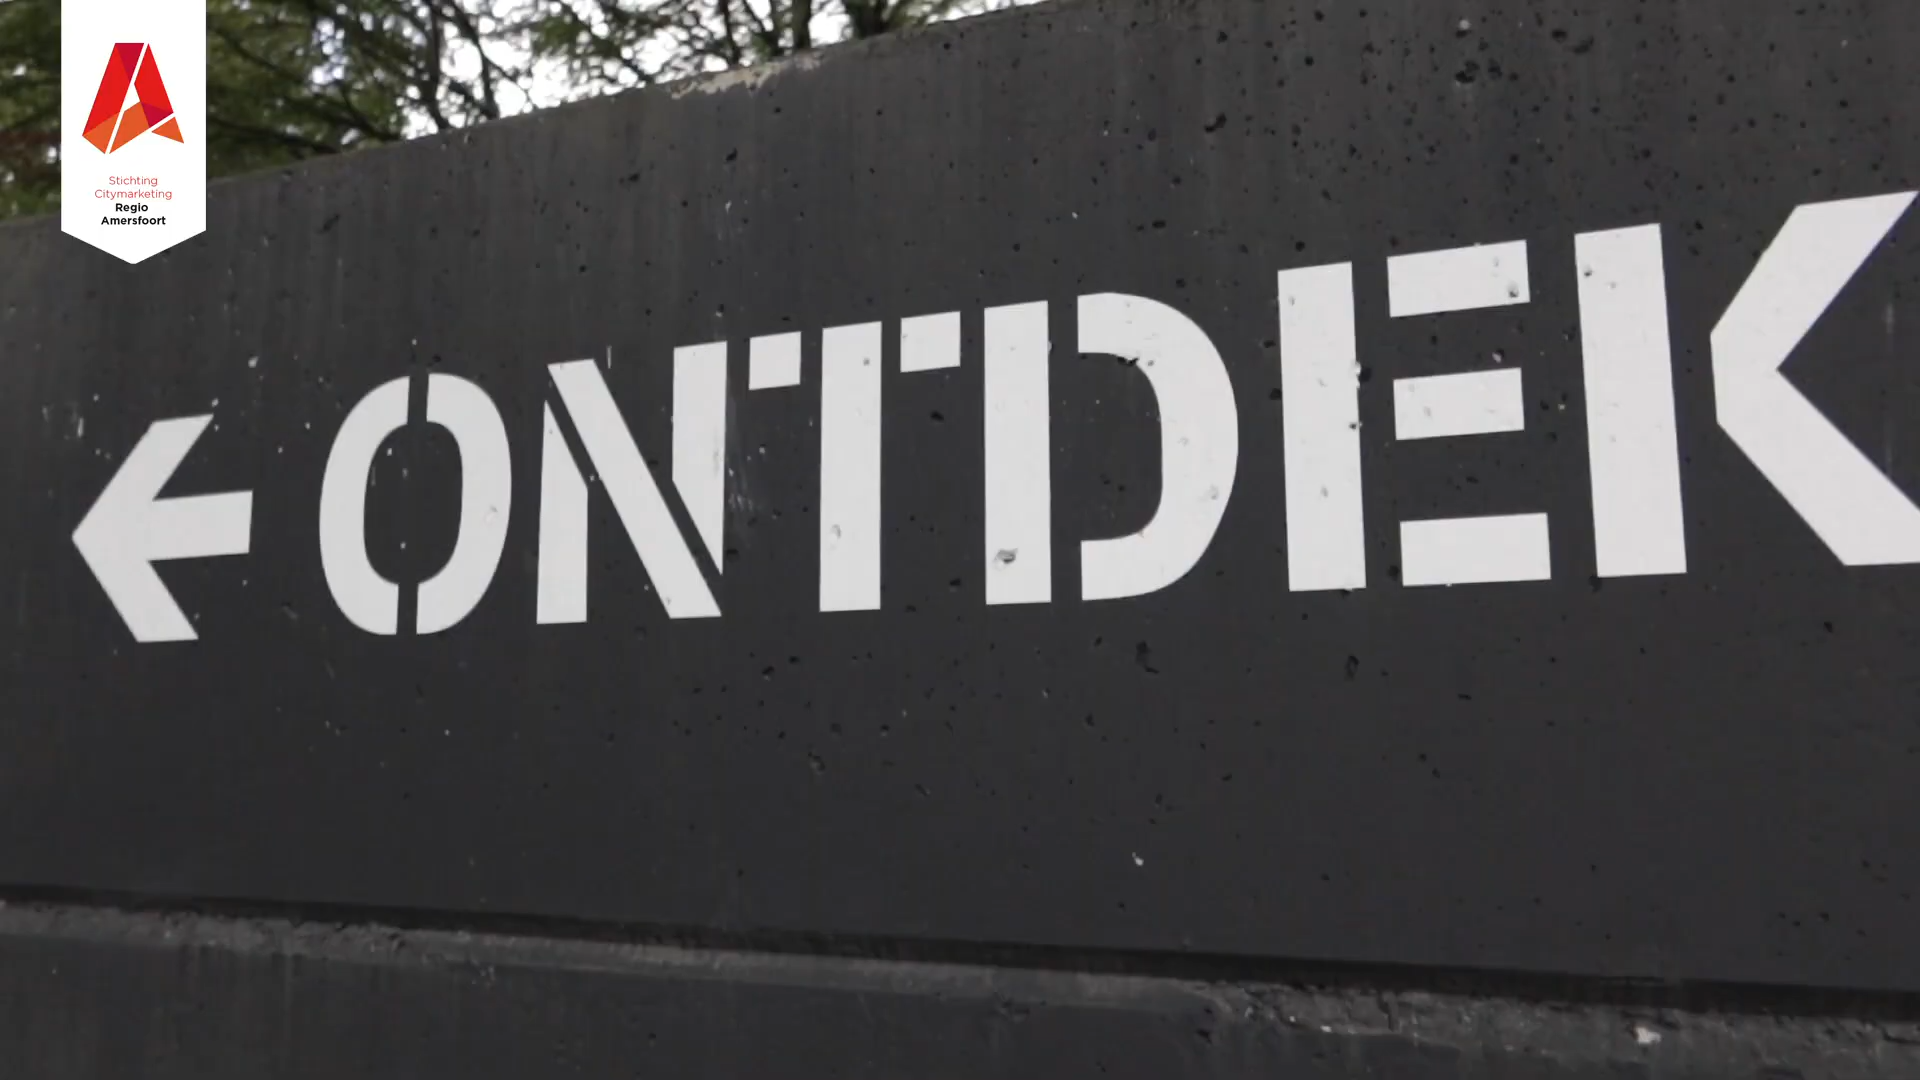 Stichting
Citymarketing
Regio
Amersfoort
← ONTDEK